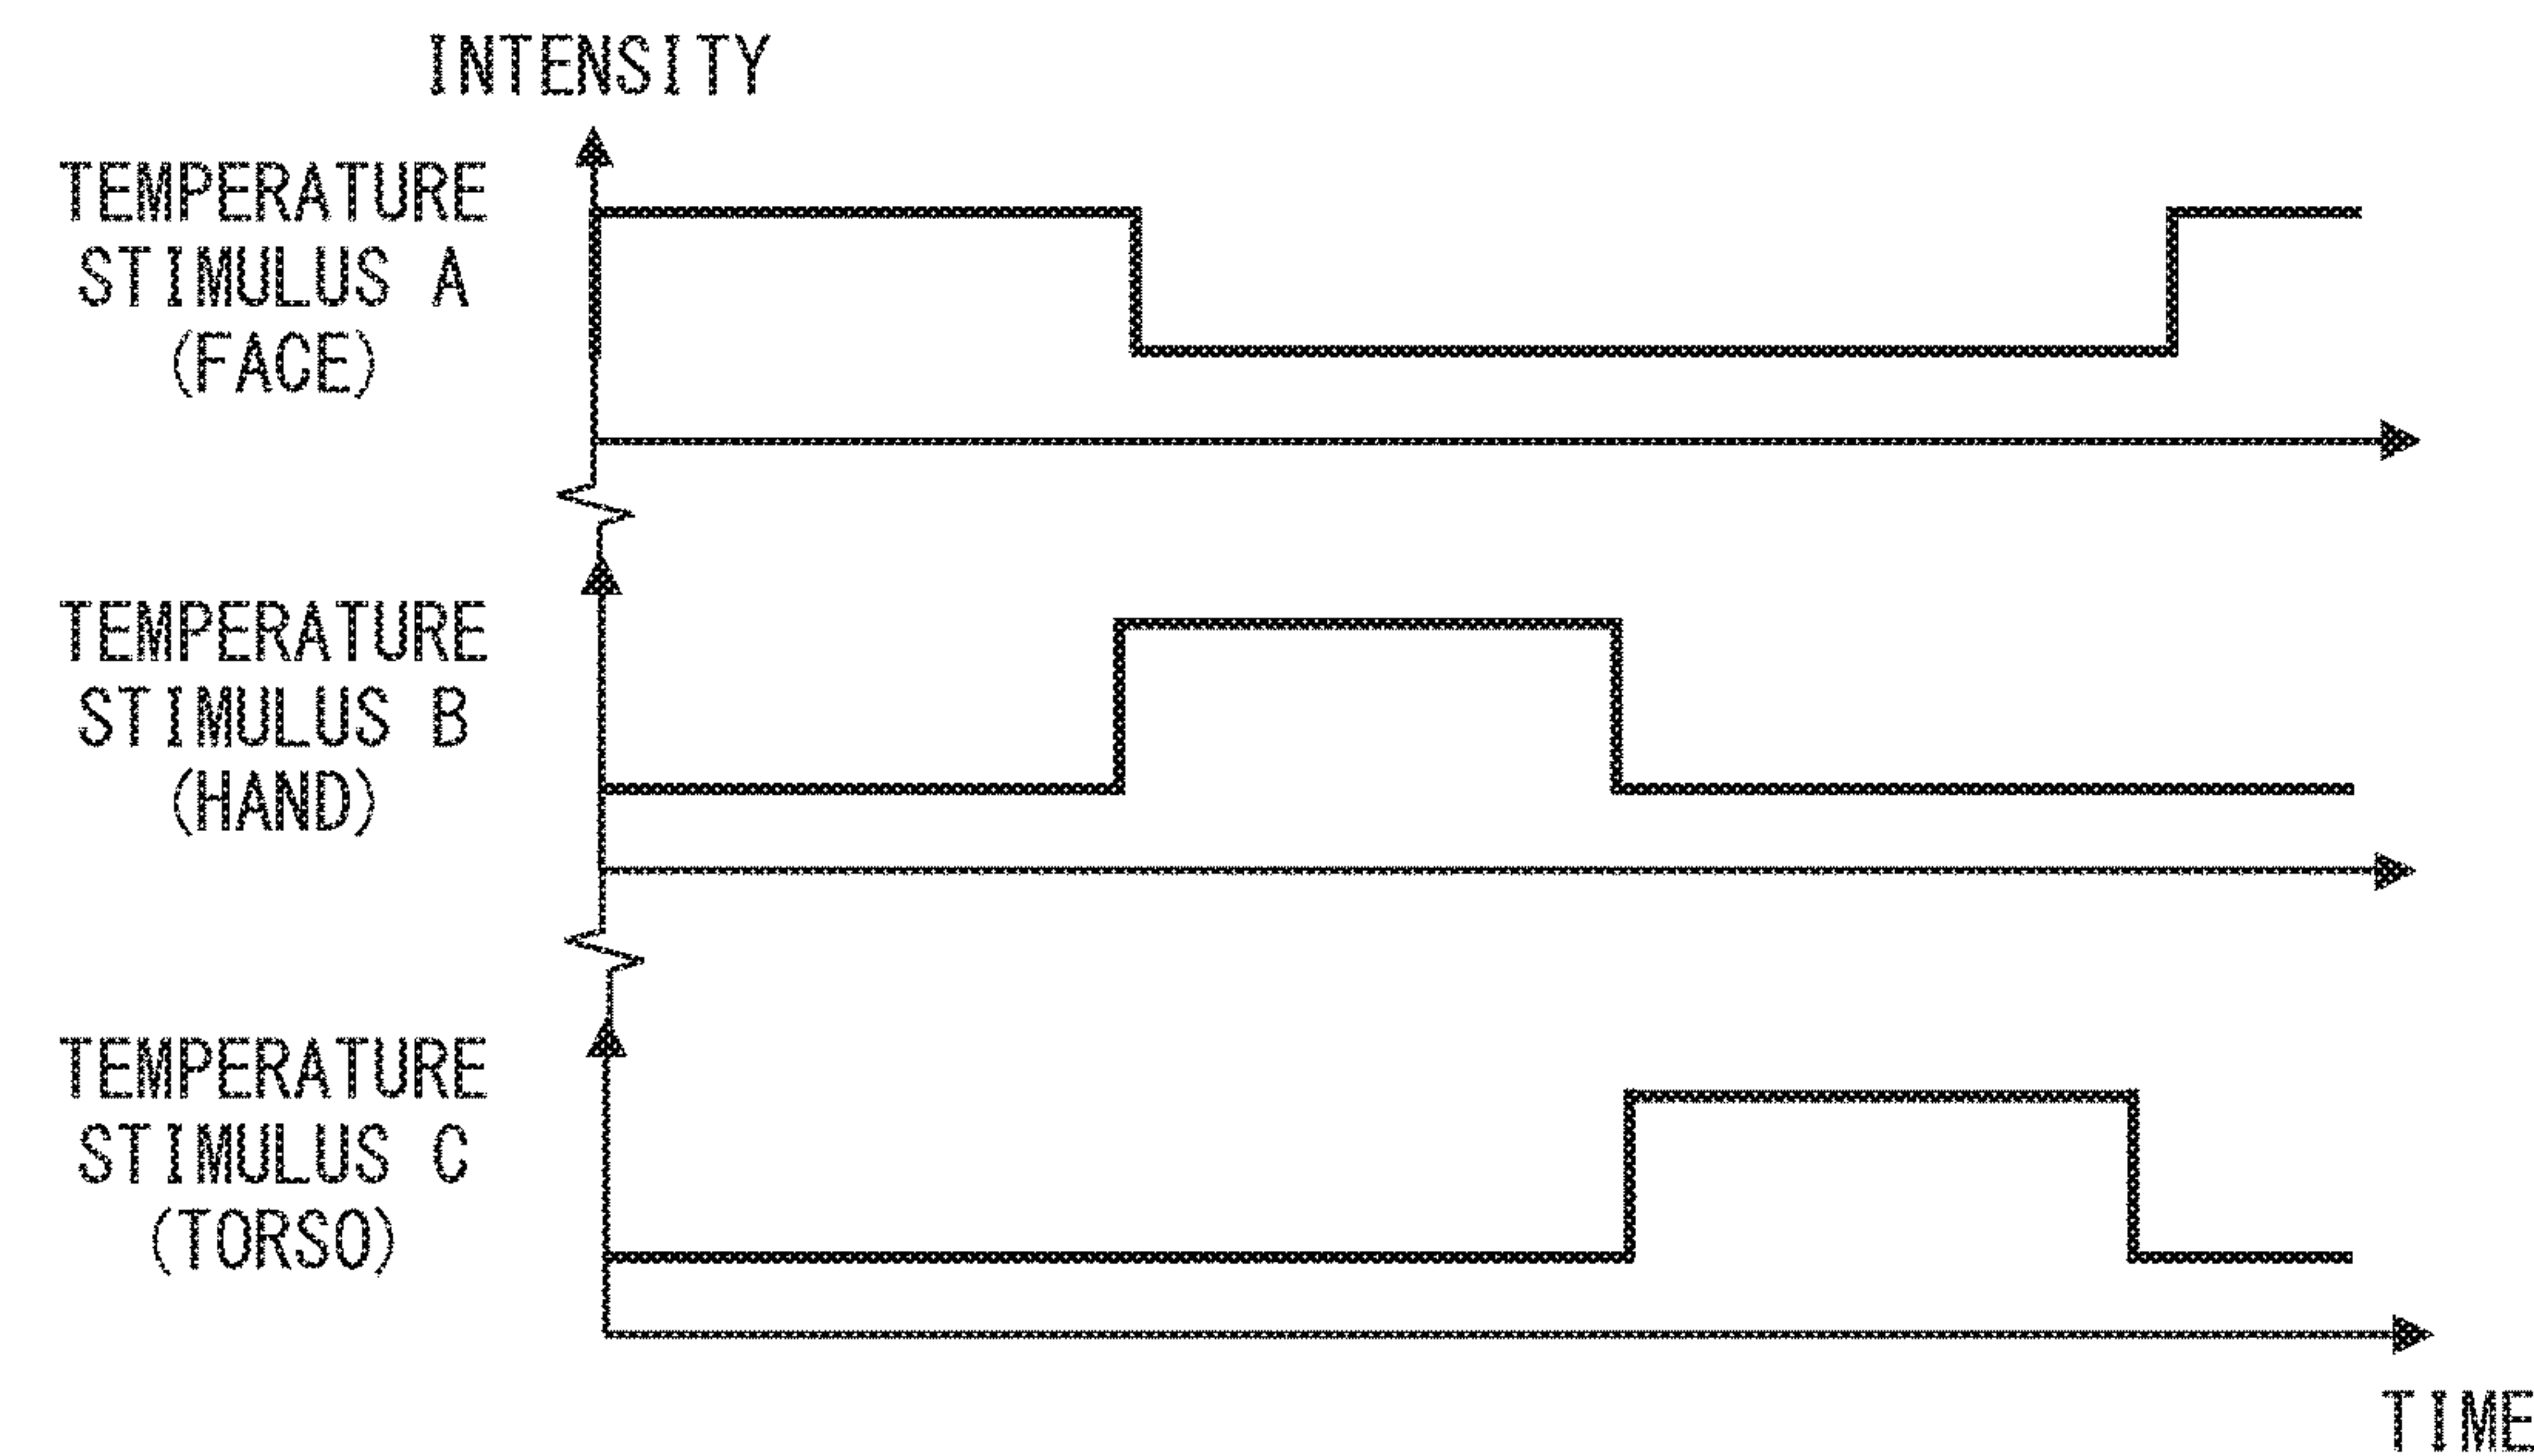 INTENSITY
TEMPERATURE
STIMULUS A
(FACE)
TEMPERATURE
STIMULUS B
(HAND)
TEMPERATURE
STIMULUS C
(TORSO)
TIME